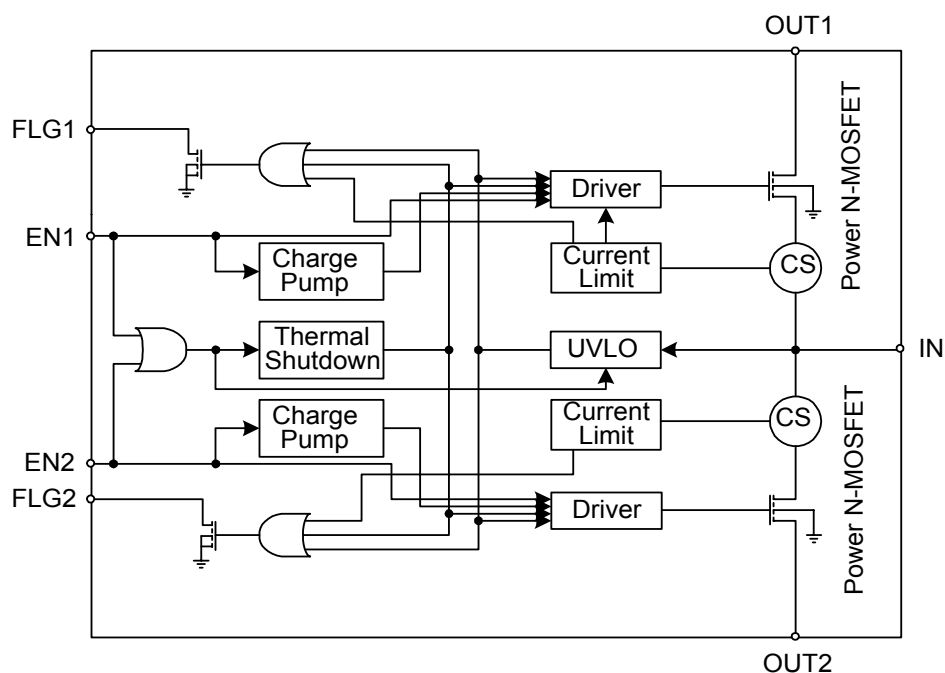 OUT1
FLG1
Driver
Power N-MOSFET
EN1
Charge
Pump
Current
Limit
CS
Thermal
Shutdown
UVLO
IN
Charge
Pump
Current
Limit
CS
EN2
FLG2
Driver
Power N-MOSFET
OUT2